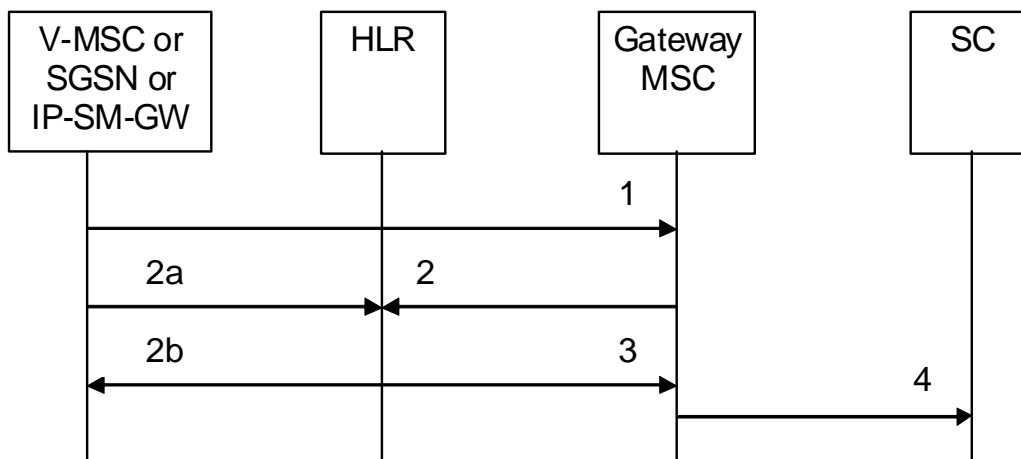 V-MSC or
SGSN or
IP-SM-GW
HLR
Gateway
MSC
SC
1
2a
2
2b
3
4